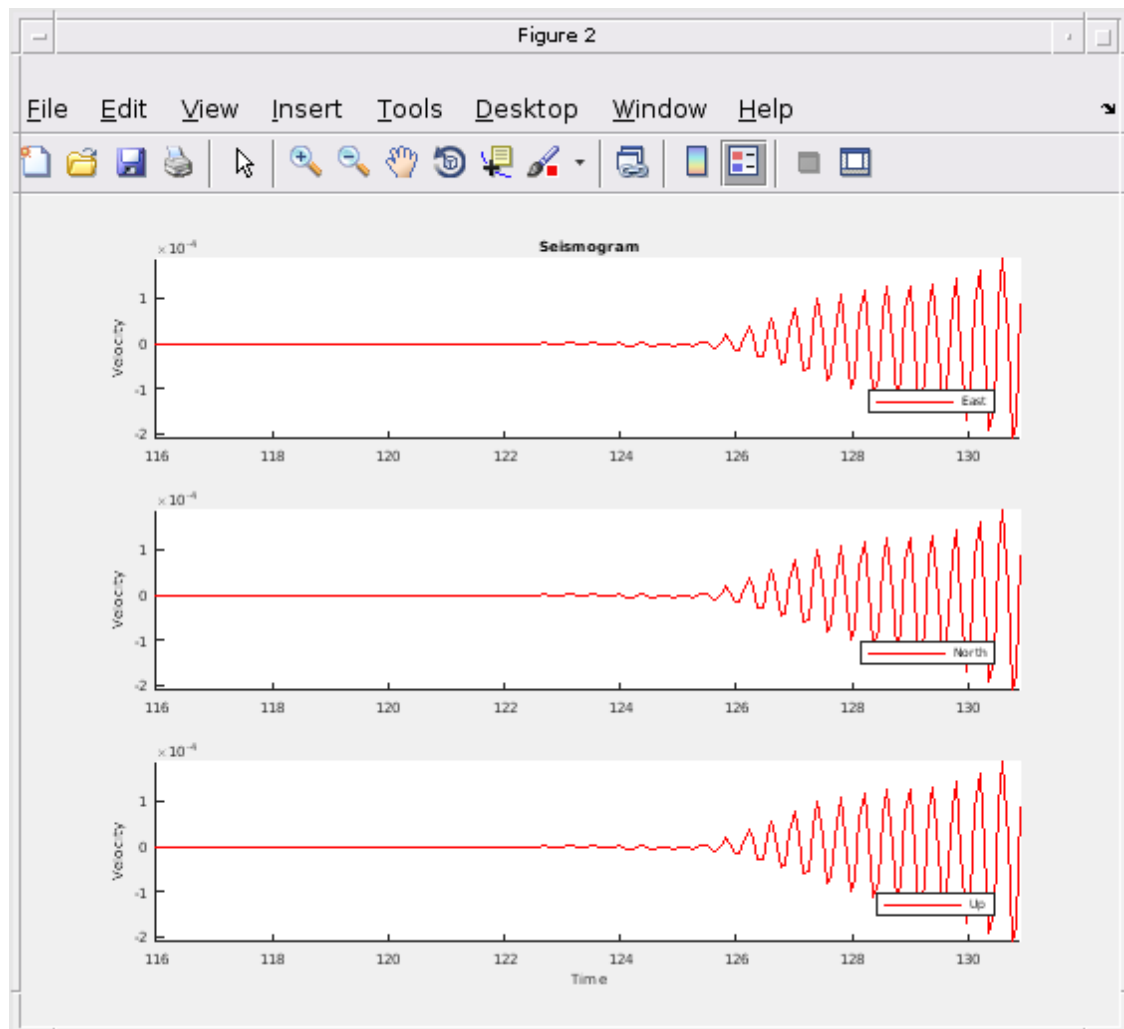 Figure 2
File Edit View Insert Tools Desktop Window Help
×10⁻⁴
Seismogram
Velocity
1
0
-1
-2
East
116 118 120 122 124 126 128 130
×10⁻⁴
Velocity
1
0
-1
-2
North
116 118 120 122 124 126 128 130
×10⁻⁴
Velocity
1
0
-1
-2
Up
116 118 120 122 124 126 128 130
Time